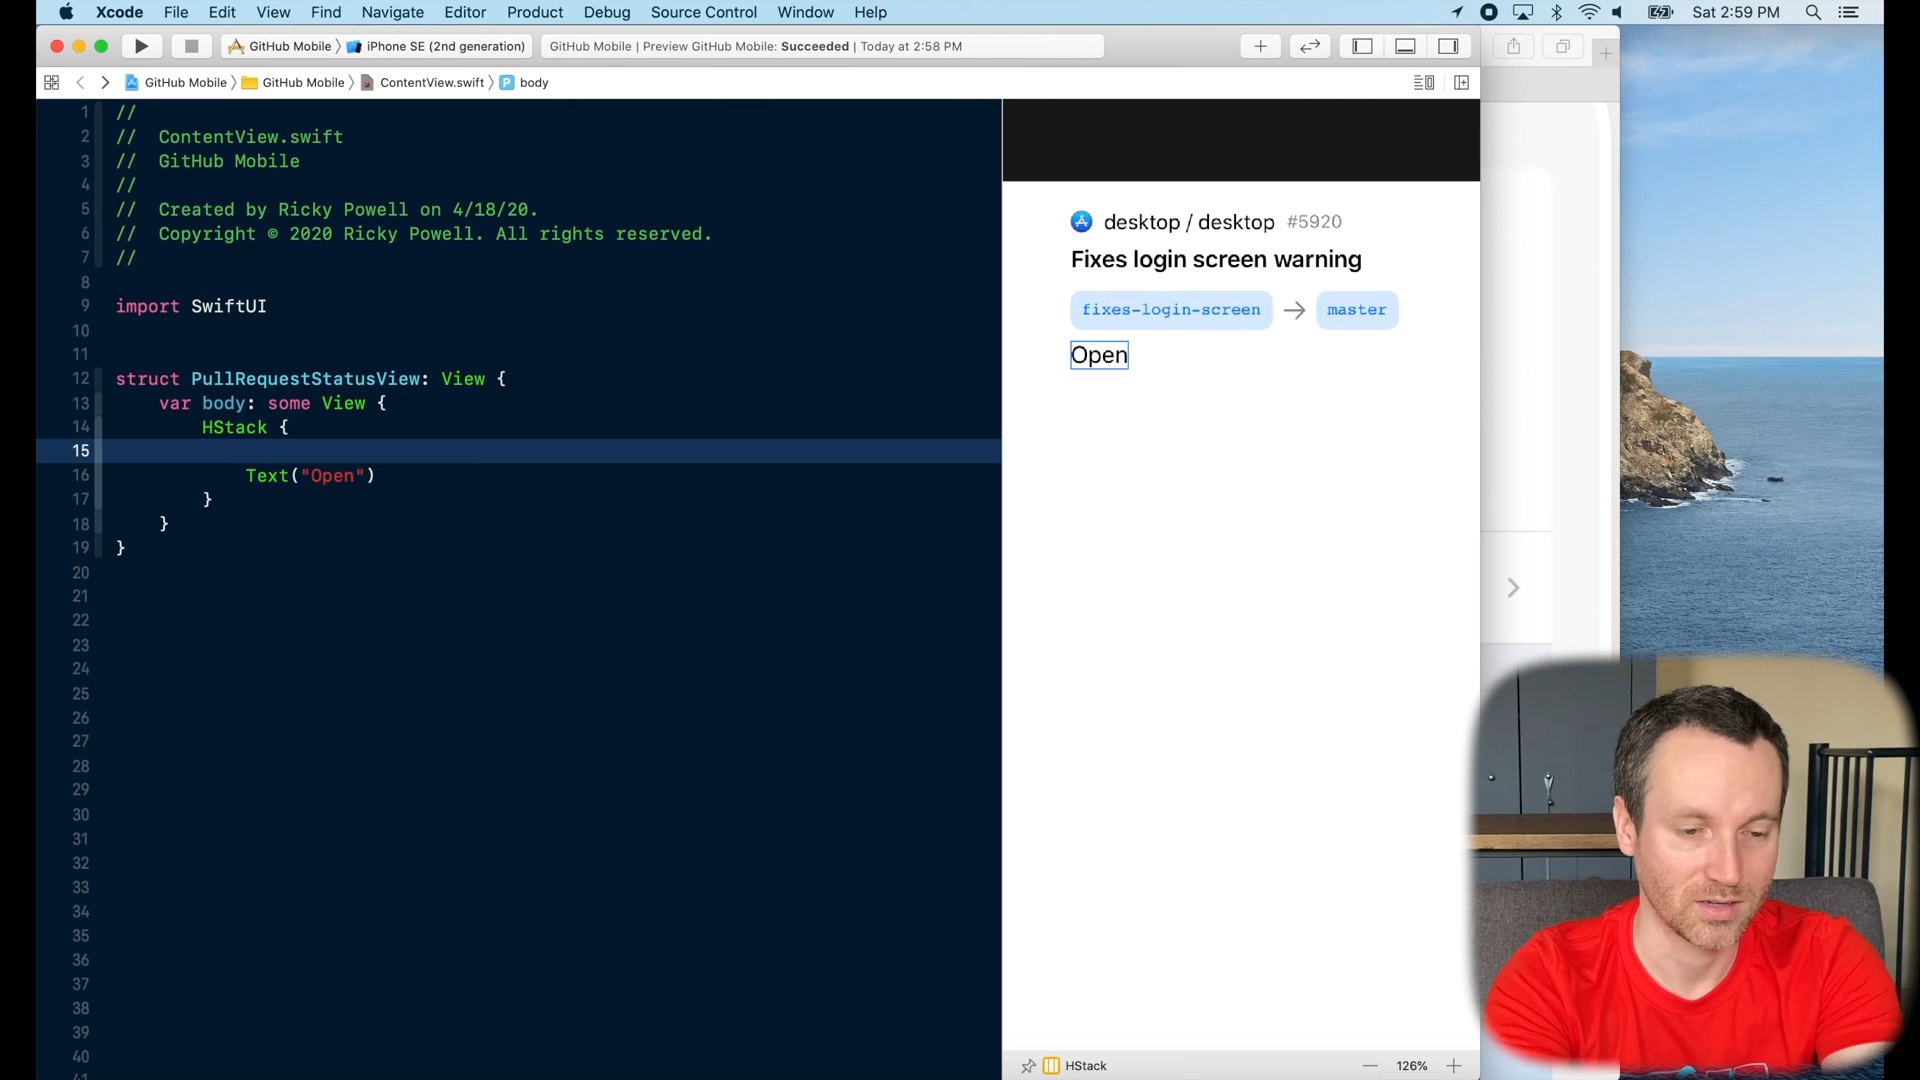 Xcode File Edit View Find Navigate Editor Product Debug Source Control Window Help Sat 2:59 PM
GitHub Mobile iPhone SE (2nd generation) GitHub Mobile | Preview GitHub Mobile: Succeeded | Today at 2:58 PM
GitHub Mobile GitHub Mobile ContentView.swift P body
1 //
2 // ContentView.swift
3 // GitHub Mobile
4 //
5 // Created by Ricky Powell on 4/18/20.
6 // Copyright © 2020 Ricky Powell. All rights reserved.
7 //
8
9 import SwiftUI
10
11
12 struct PullRequestStatusView: View {
13 var body: some View {
14 HStack {
15
16 Text("Open")
17 }
18 }
19 }
20
21
22
23
24
25
26
27
28
29
30
31
32
33
34
35
36
37
38
39
40
41
desktop / desktop #5920
Fixes login screen warning
fixes-login-screen → master
Open
HStack 126%